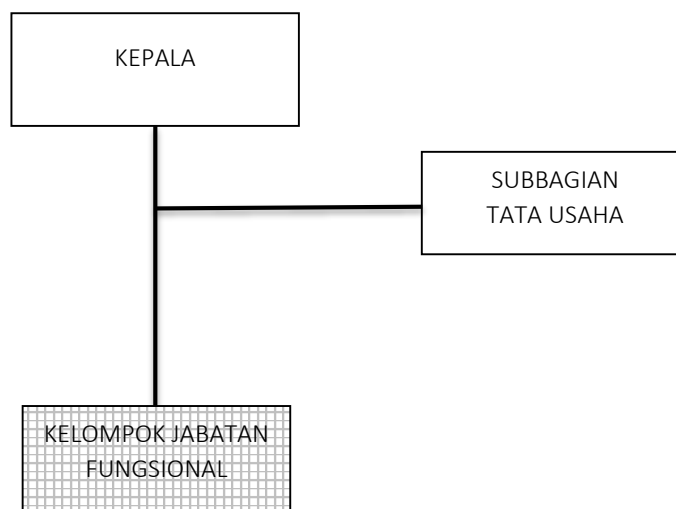 KEPALA
SUBBAGIAN
TATA USAHA
KELOMPOK JABATAN
FUNGSIONAL